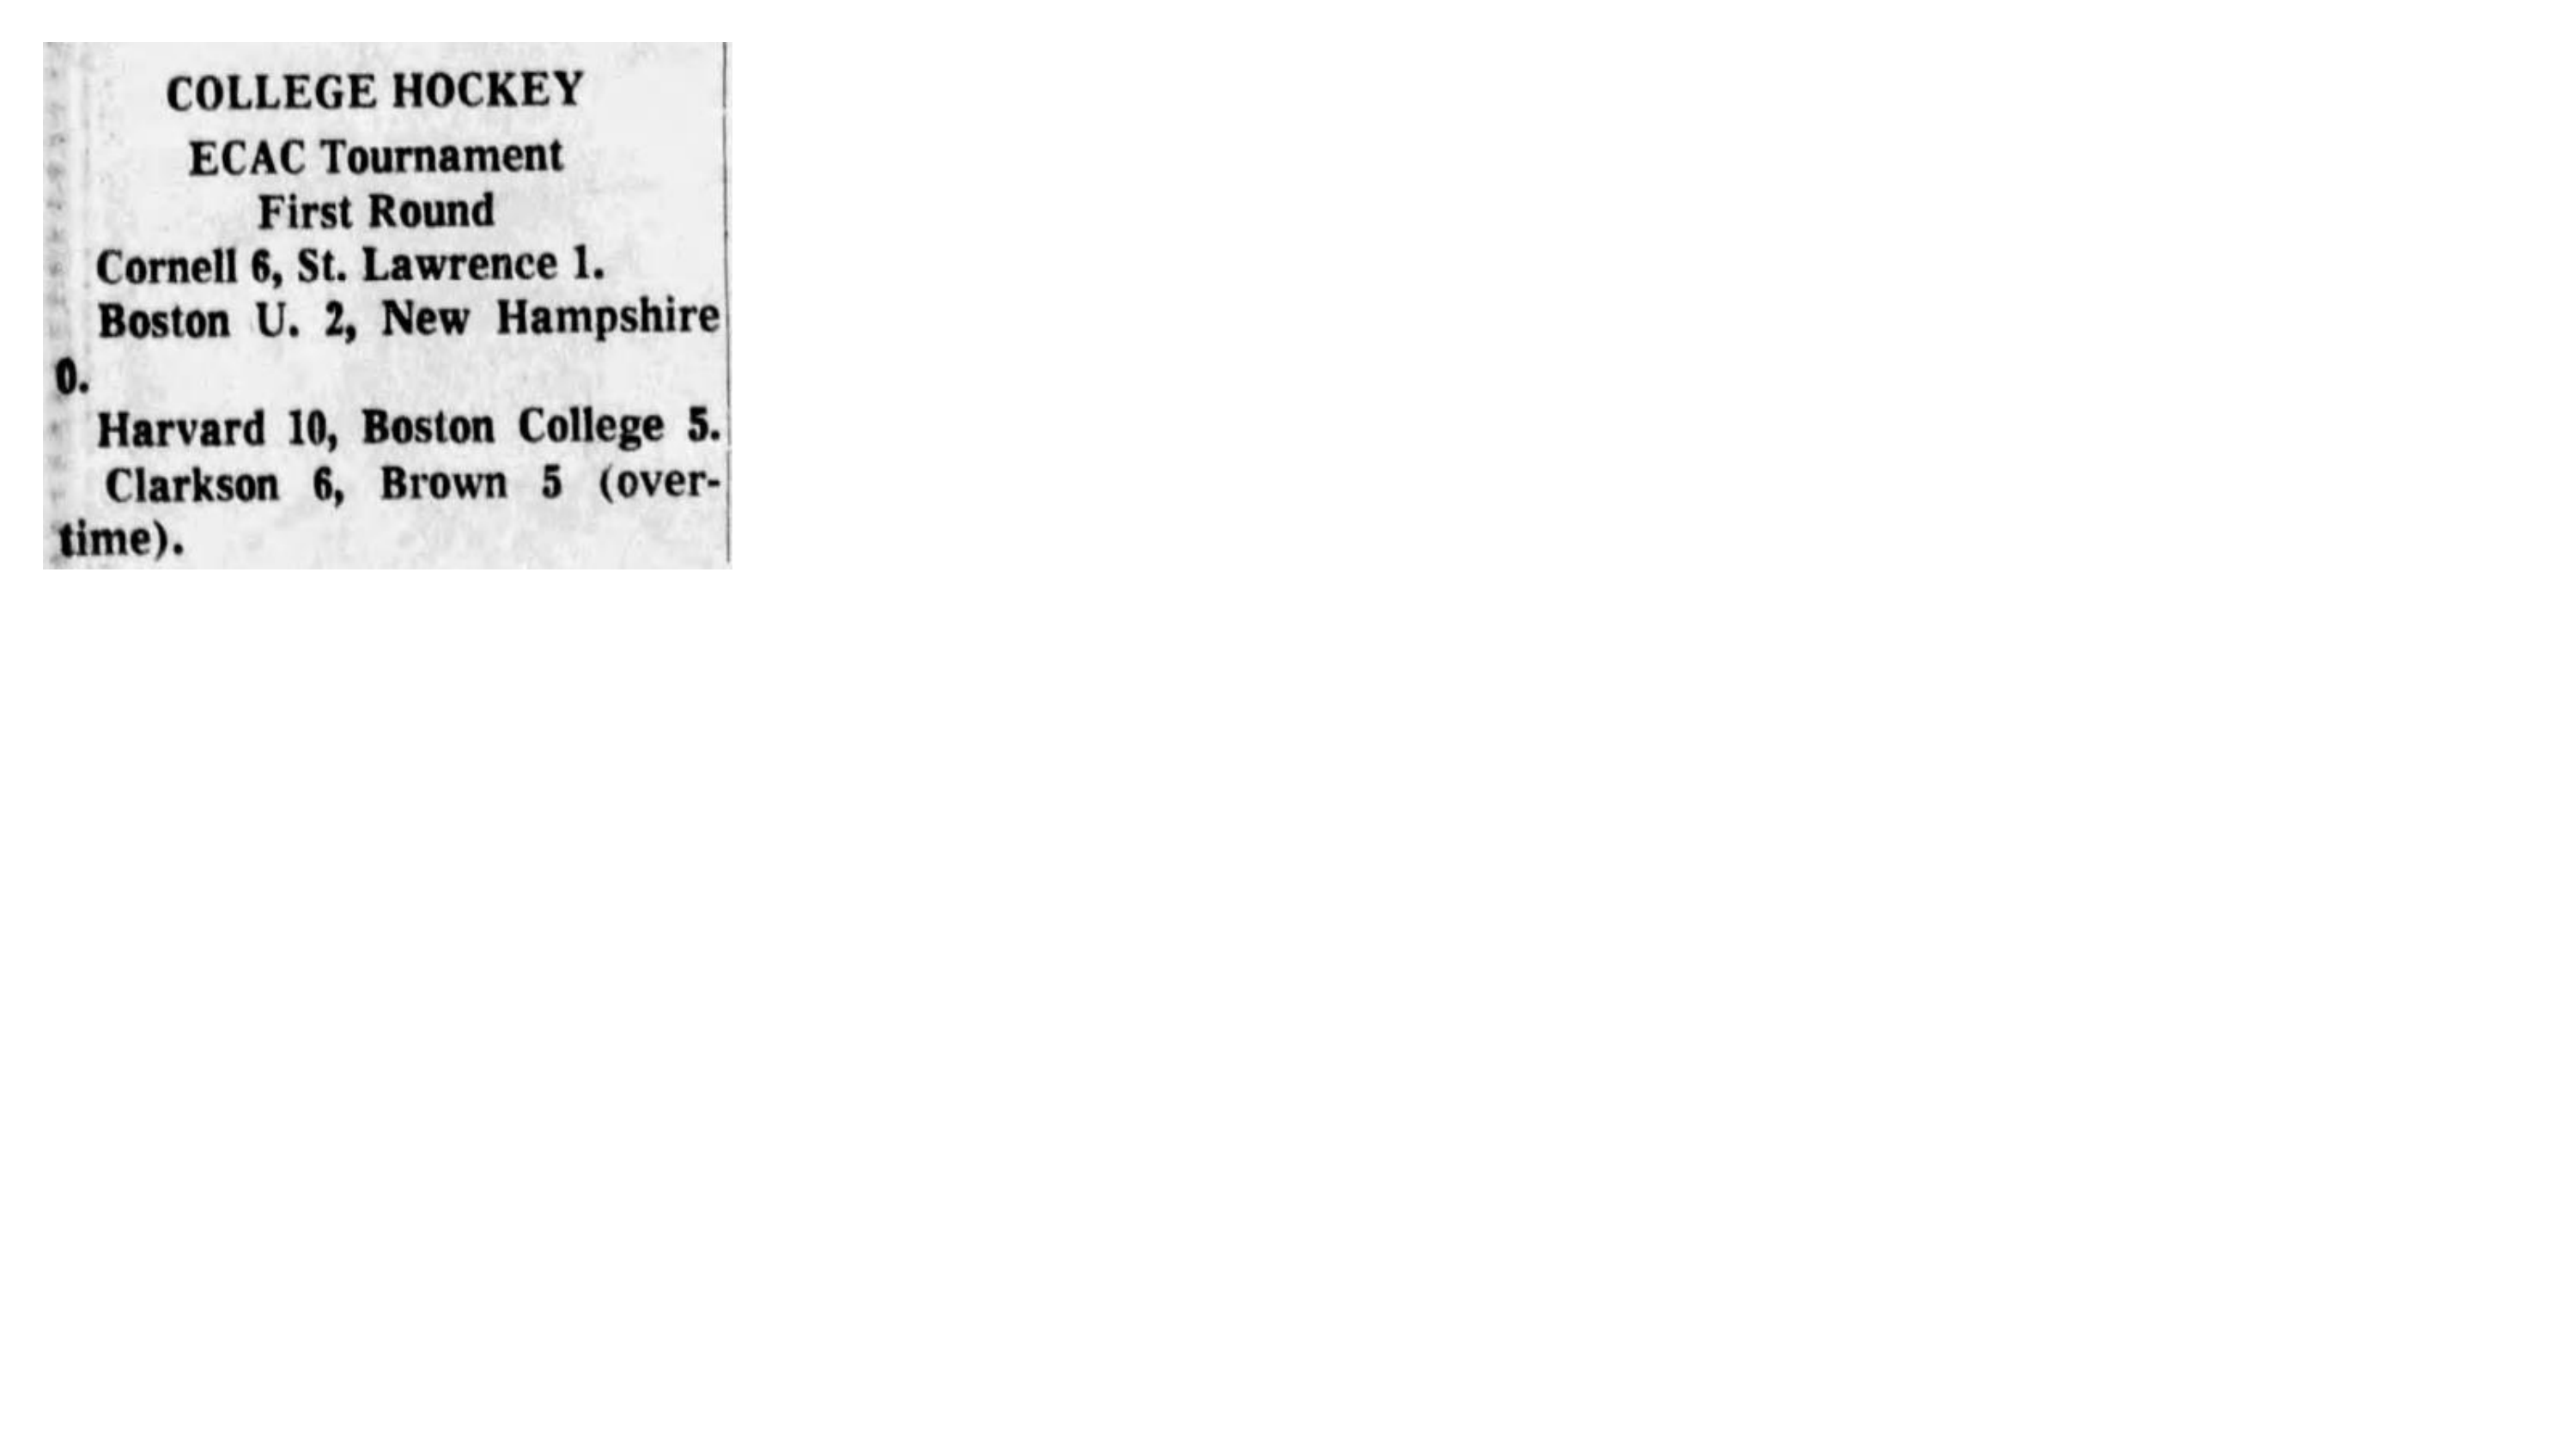 COLLEGE HOCKEY
ECAC Tournament
First Round
Cornell 6, St. Lawrence 1.
Boston U. 2, New Hampshire
0.
Harvard 10, Boston College 5.
Clarkson 6, Brown 5 (over-
time).